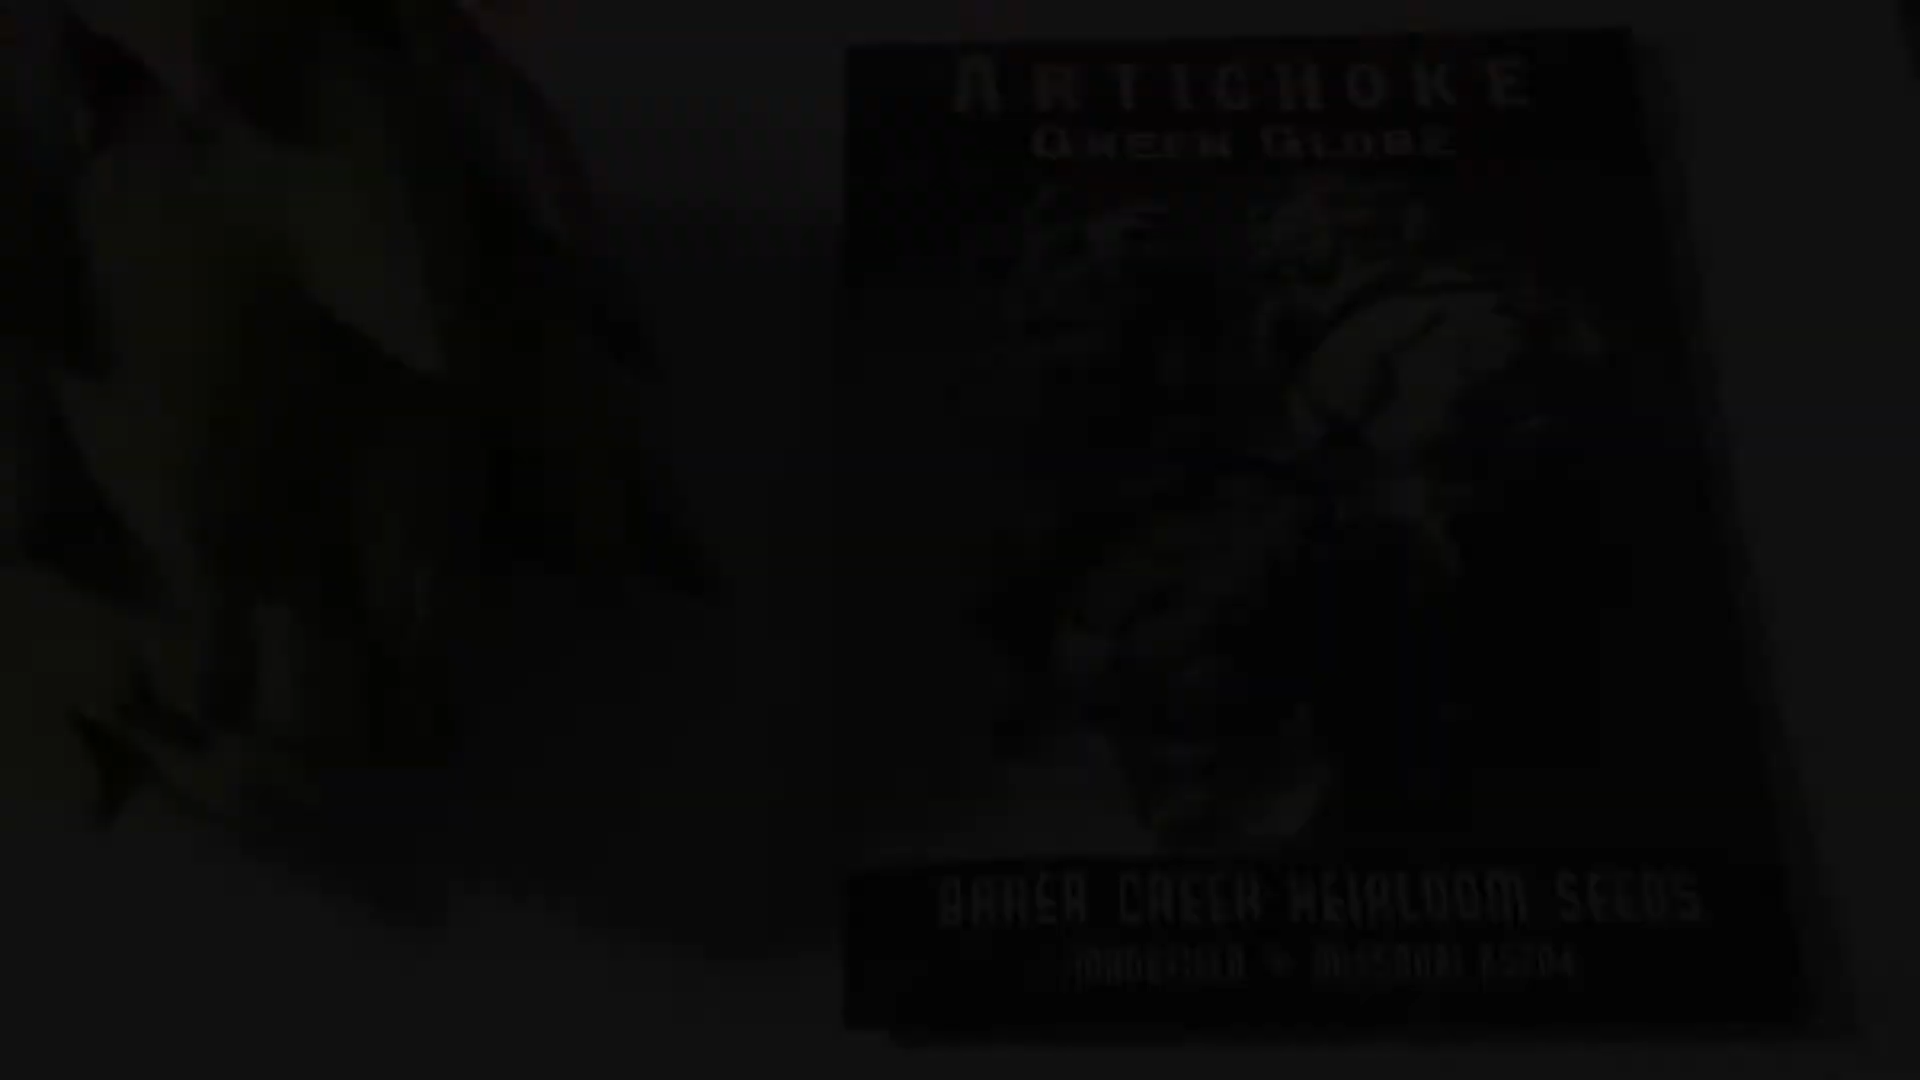 ARTICHOKE
GREEN GLOBE
BAKER CREEK HEIRLOOM SEEDS
MANSFIELD MISSOURI 65704